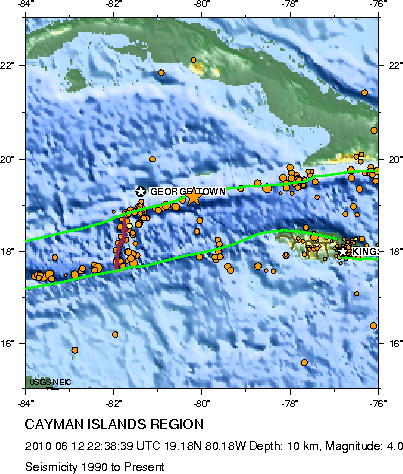 -84° -82° -80° -78° -76°
22° 22°
20° 20°
GEORGETOWN
18° 18°
KINGS
16° 16°
USGS NEIC
-84° -82° -80° -78° -76°
CAYMAN ISLANDS REGION
2010 06 12 22:38:39 UTC 19.18N 80.18W Depth: 10 km, Magnitude: 4.0
Seismicity 1990 to Present